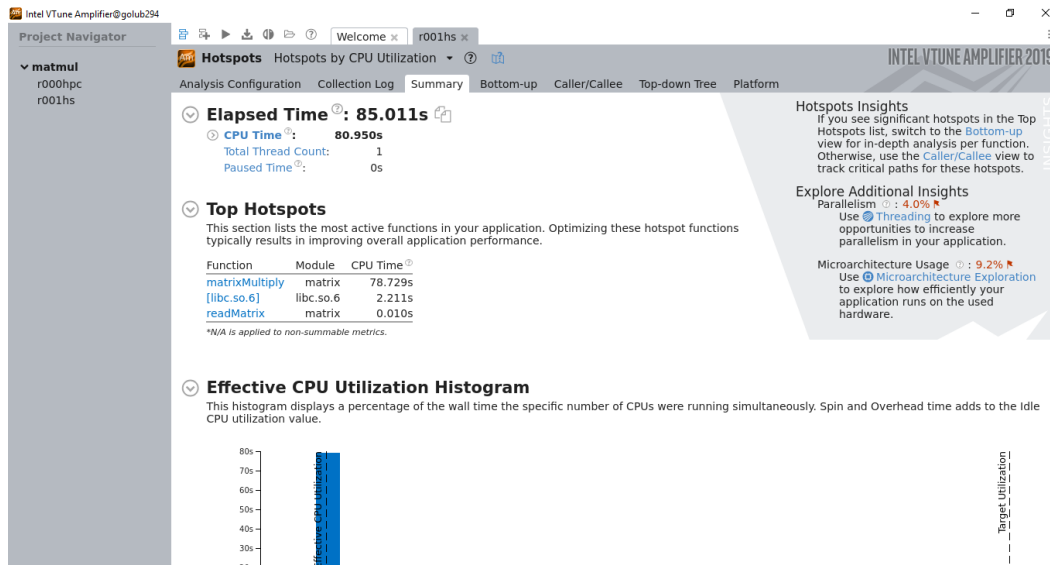 Intel VTune Amplifier@golub294
Project Navigator
matmul
r000hpc
r001hs
Welcome
r001hs
Hotspots Hotspots by CPU Utilization
INTEL VTUNE AMPLIFIER 2019
Analysis Configuration Collection Log Summary Bottom-up Caller/Callee Top-down Tree Platform
Elapsed Time : 85.011s
CPU Time : 80.950s
Total Thread Count: 1
Paused Time : 0s
Top Hotspots
This section lists the most active functions in your application. Optimizing these hotspot functions
typically results in improving overall application performance.
Function Module CPU Time
matrixMultiply matrix 78.729s
[libc.so.6] libc.so.6 2.211s
readMatrix matrix 0.010s
*N/A is applied to non-summable metrics.
Hotspots Insights
If you see significant hotspots in the Top
Hotspots list, switch to the Bottom-up
view for in-depth analysis per function.
Otherwise, use the Caller/Callee view to
track critical paths for these hotspots.
Explore Additional Insights
Parallelism : 4.0%
Use Threading to explore more
opportunities to increase
parallelism in your application.
Microarchitecture Usage : 9.2%
Use Microarchitecture Exploration
to explore how efficiently your
application runs on the used
hardware.
INSIGHTS
Effective CPU Utilization Histogram
This histogram displays a percentage of the wall time the specific number of CPUs were running simultaneously. Spin and Overhead time adds to the Idle
CPU utilization value.
80s
70s
60s
50s
40s
30s
Effective CPU Utilization
Target Utilization